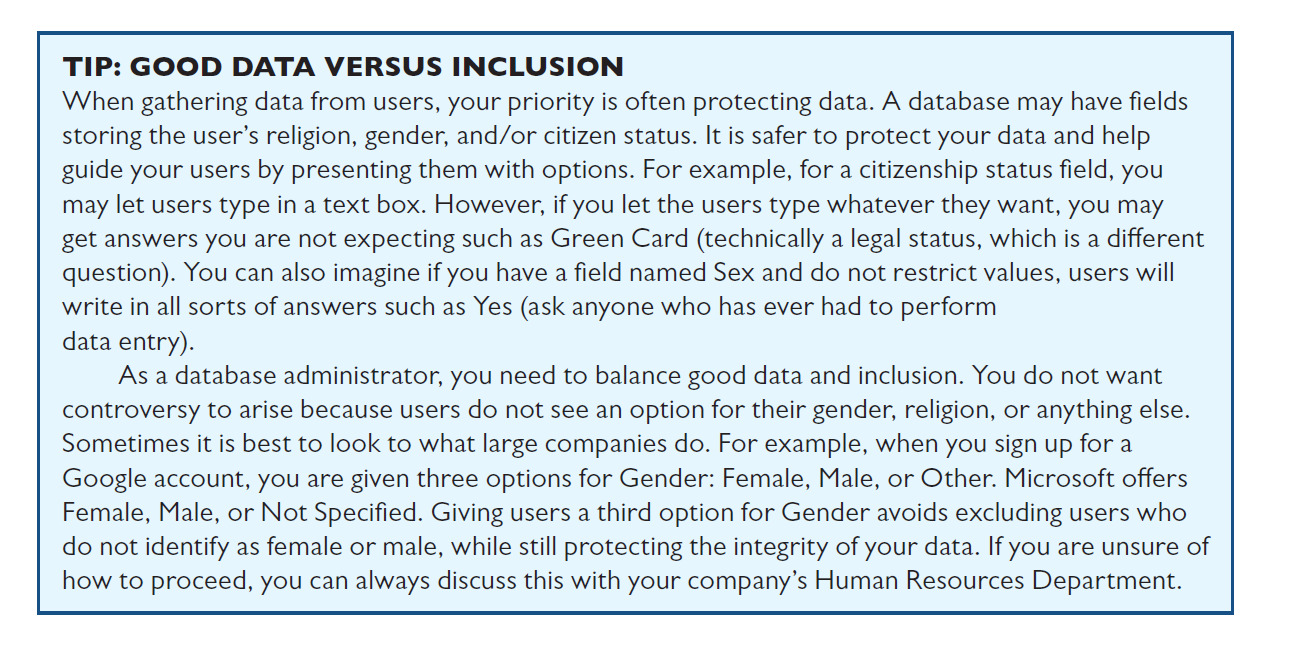 TIP: GOOD DATA VERSUS INCLUSION
When gathering data from users, your priority is often protecting data. A database may have fields
storing the user’s religion, gender, and/or citizen status. It is safer to protect your data and help
guide your users by presenting them with options. For example, for a citizenship status field, you
may let users type in a text box. However, if you let the users type whatever they want, you may
get answers you are not expecting such as Green Card (technically a legal status, which is a different
question). You can also imagine if you have a field named Sex and do not restrict values, users will
write in all sorts of answers such as Yes (ask anyone who has ever had to perform
data entry).
As a database administrator, you need to balance good data and inclusion. You do not want
controversy to arise because users do not see an option for their gender, religion, or anything else.
Sometimes it is best to look to what large companies do. For example, when you sign up for a
Google account, you are given three options for Gender: Female, Male, or Other. Microsoft offers
Female, Male, or Not Specified. Giving users a third option for Gender avoids excluding users who
do not identify as female or male, while still protecting the integrity of your data. If you are unsure of
how to proceed, you can always discuss this with your company’s Human Resources Department.